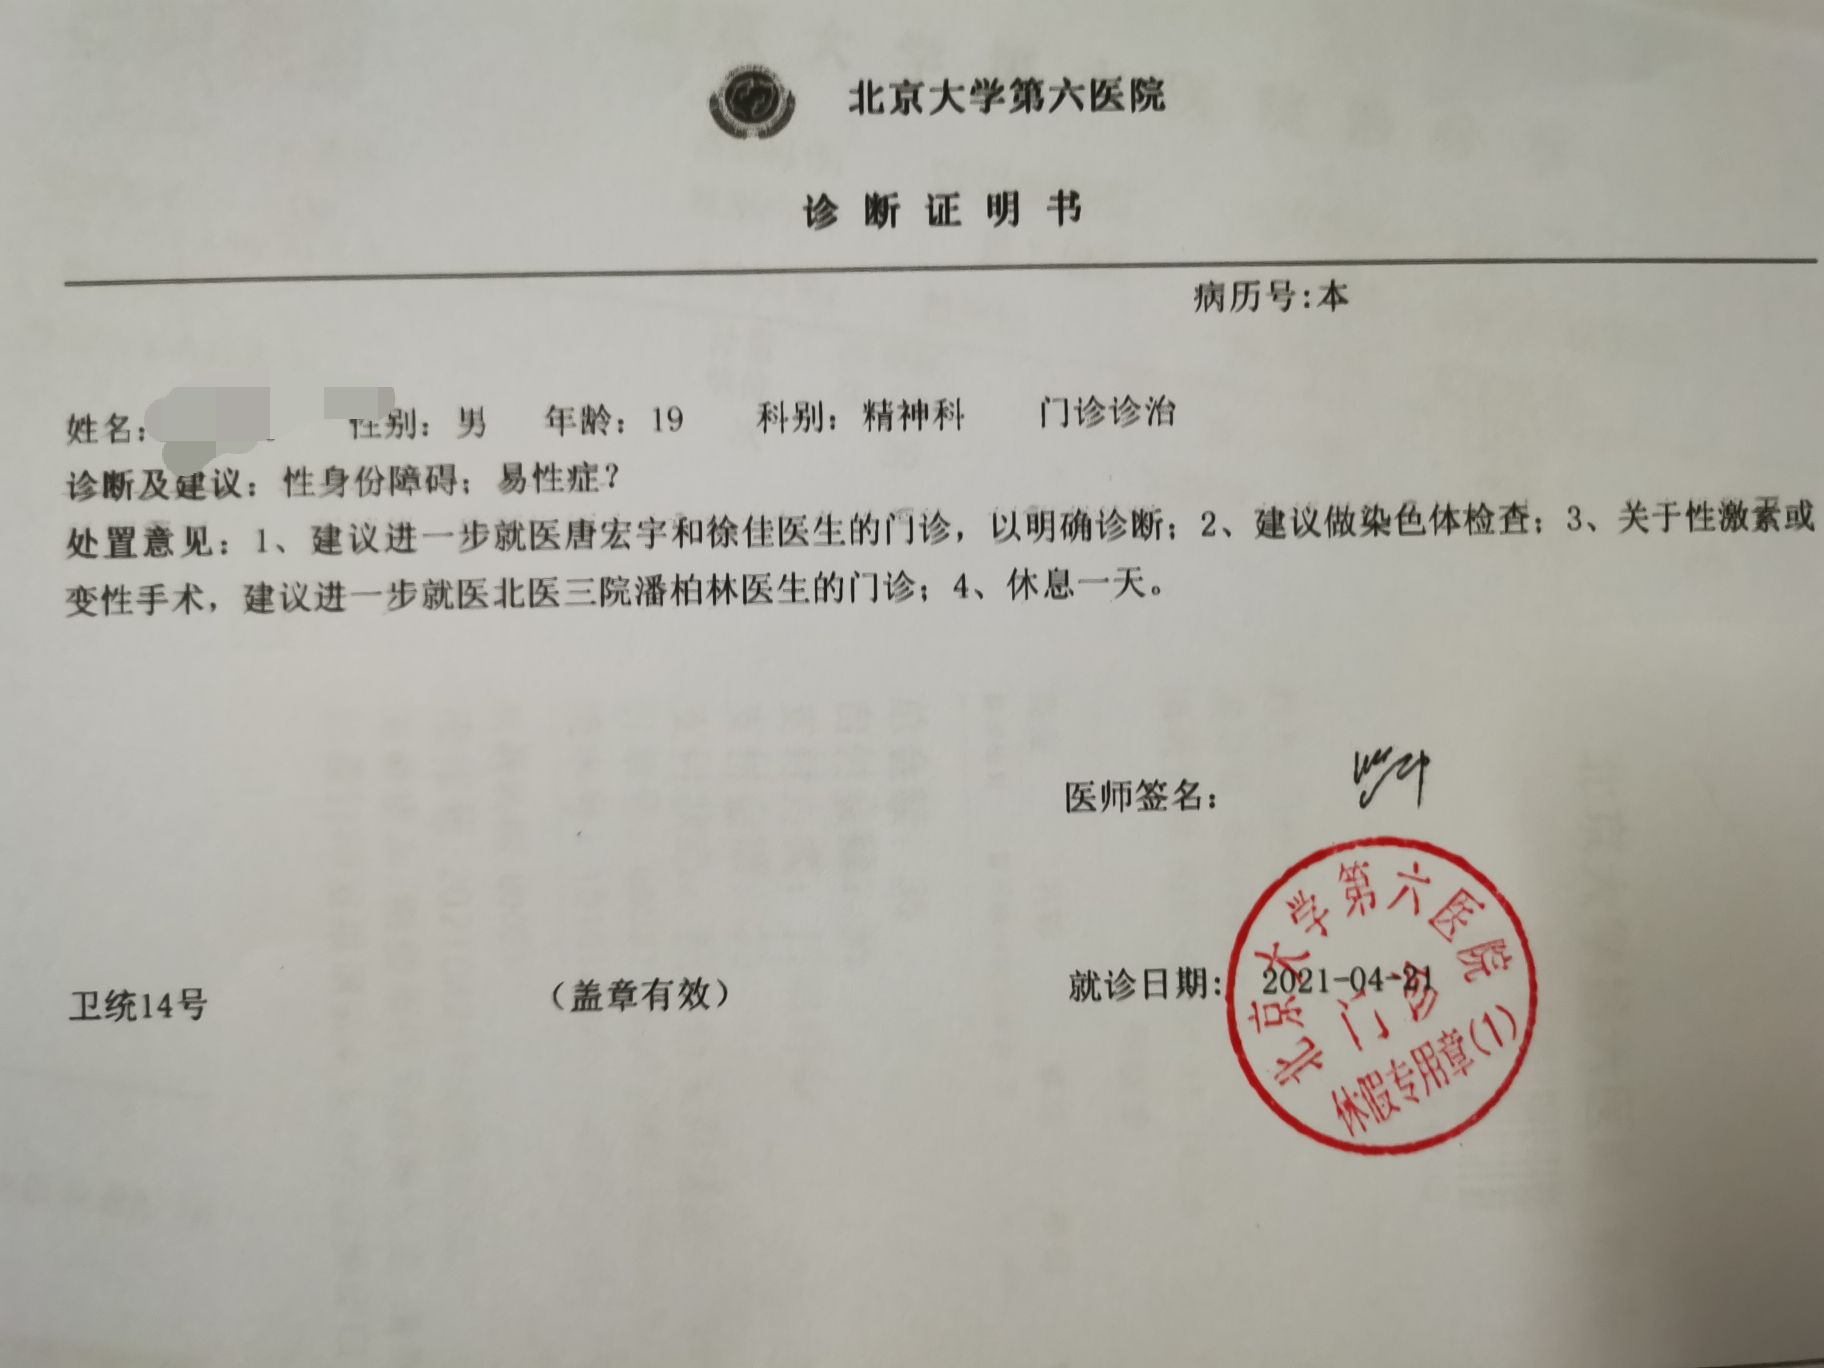 北京大学第六医院
诊断证明书
病历号:本
姓名: 性别: 男 年龄: 19 科别: 精神科 门诊诊治
诊断及建议: 性身份障碍; 易性症?
处置意见: 1、建议进一步就医唐宏宇和徐佳医生的门诊, 以明确诊断; 2、建议做染色体检查; 3、关于性激素或
变性手术, 建议进一步就医北医三院潘柏林医生的门诊; 4、休息一天。
医师签名:
卫统14号 (盖章有效) 就诊日期: 2021-04-21
北京大学第六医院
门诊
休假专用章(1)